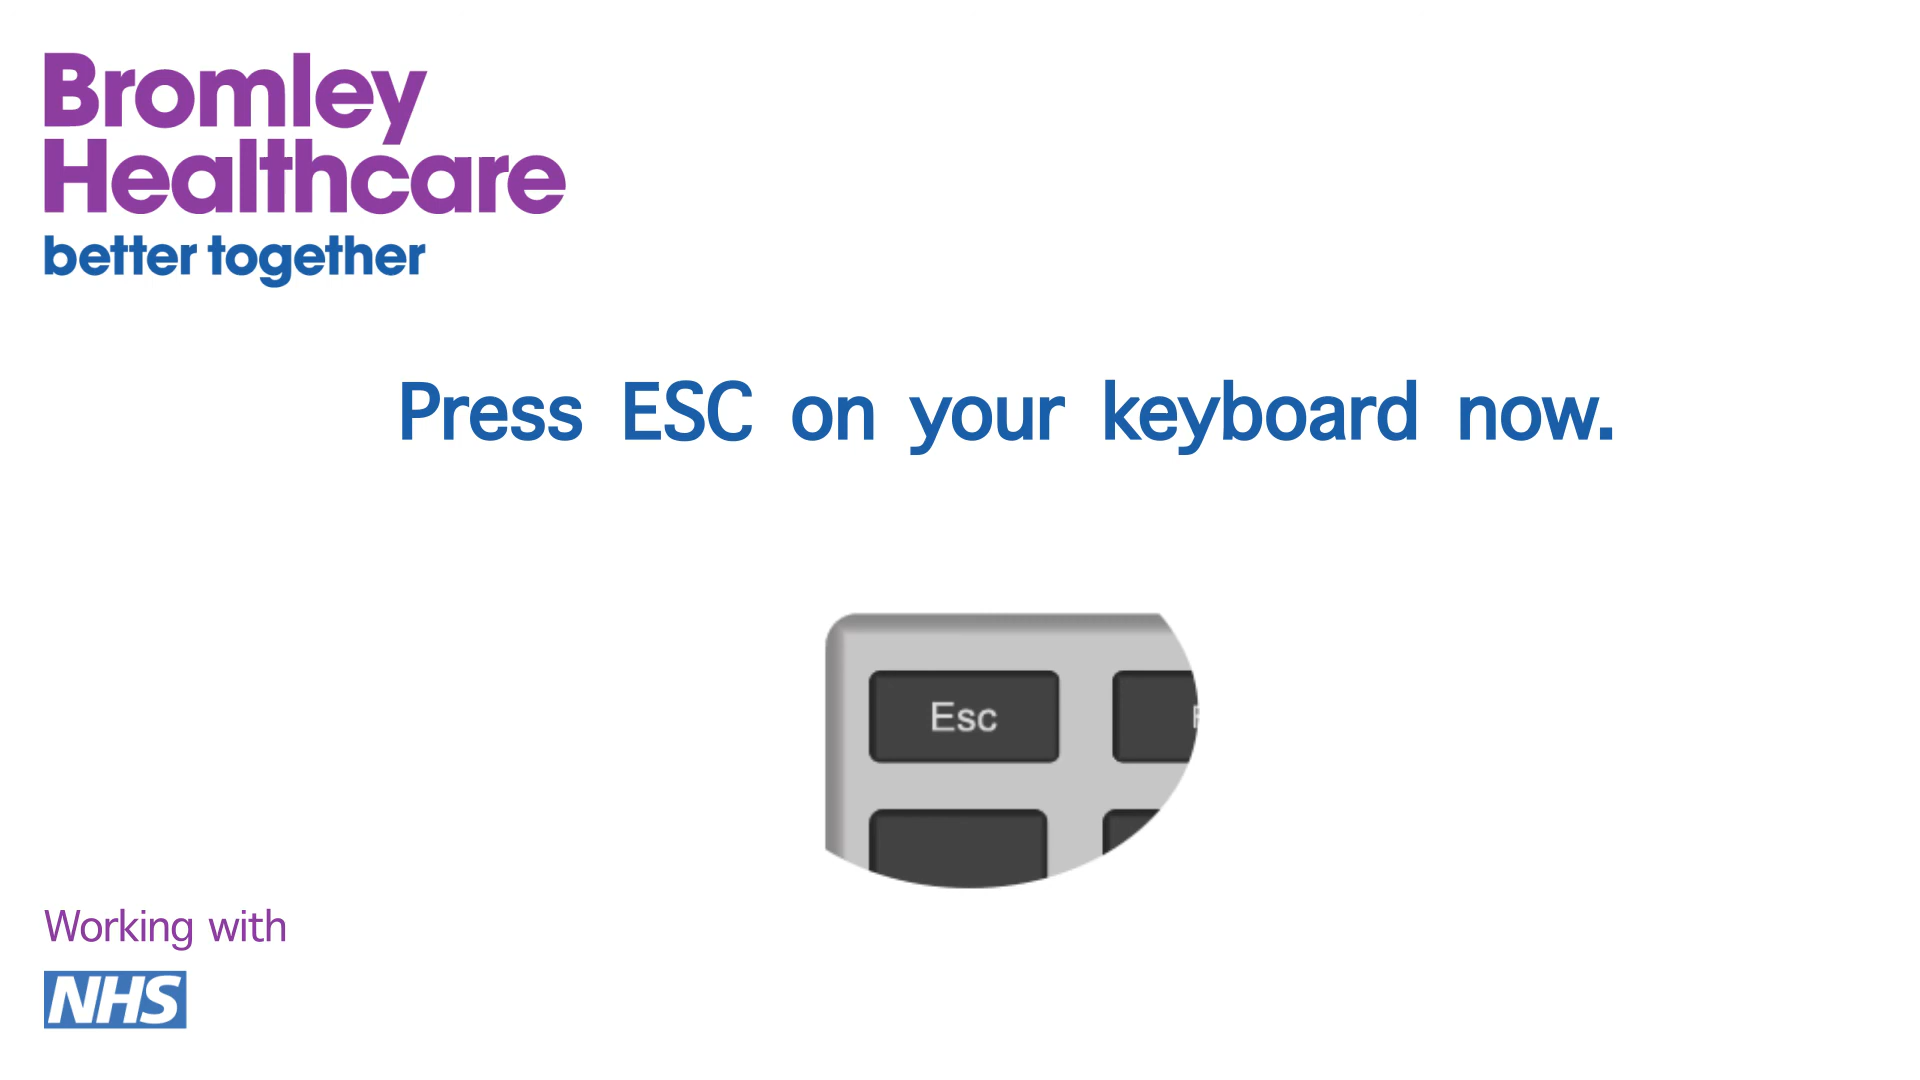 Bromley
Healthcare
better together
Press ESC on your keyboard now.
Esc
Working with
NHS